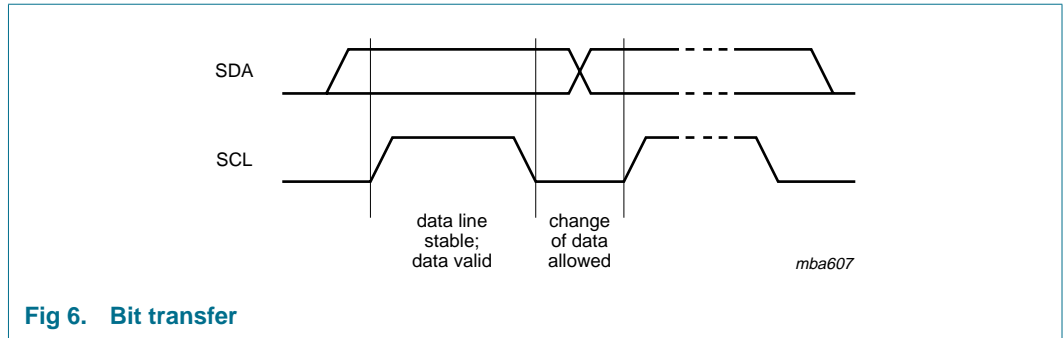 SDA
SCL
data line
stable;
data valid
change
of data
allowed
mba607
Fig 6. Bit transfer